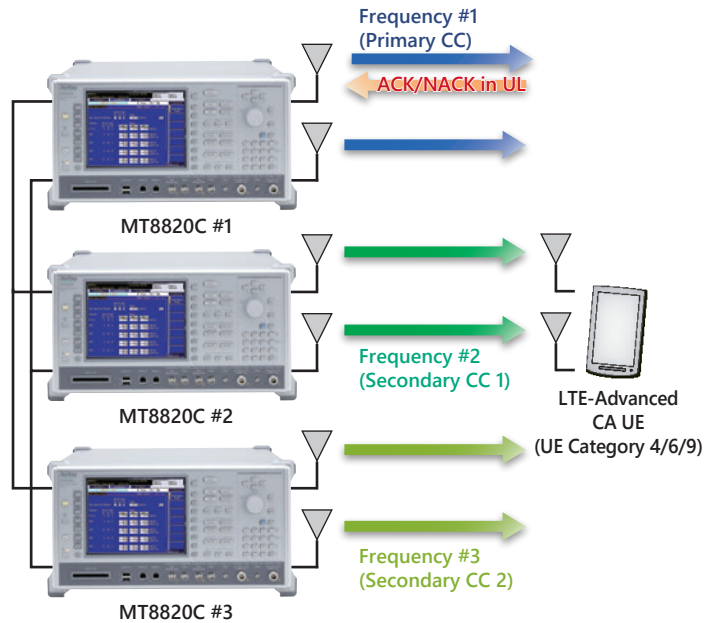 Frequency #1
(Primary CC)
ACK/NACK in UL
MT8820C #1
MT8820C #2
Frequency #2
(Secondary CC 1)
LTE-Advanced
CA UE
(UE Category 4/6/9)
Frequency #3
(Secondary CC 2)
MT8820C #3